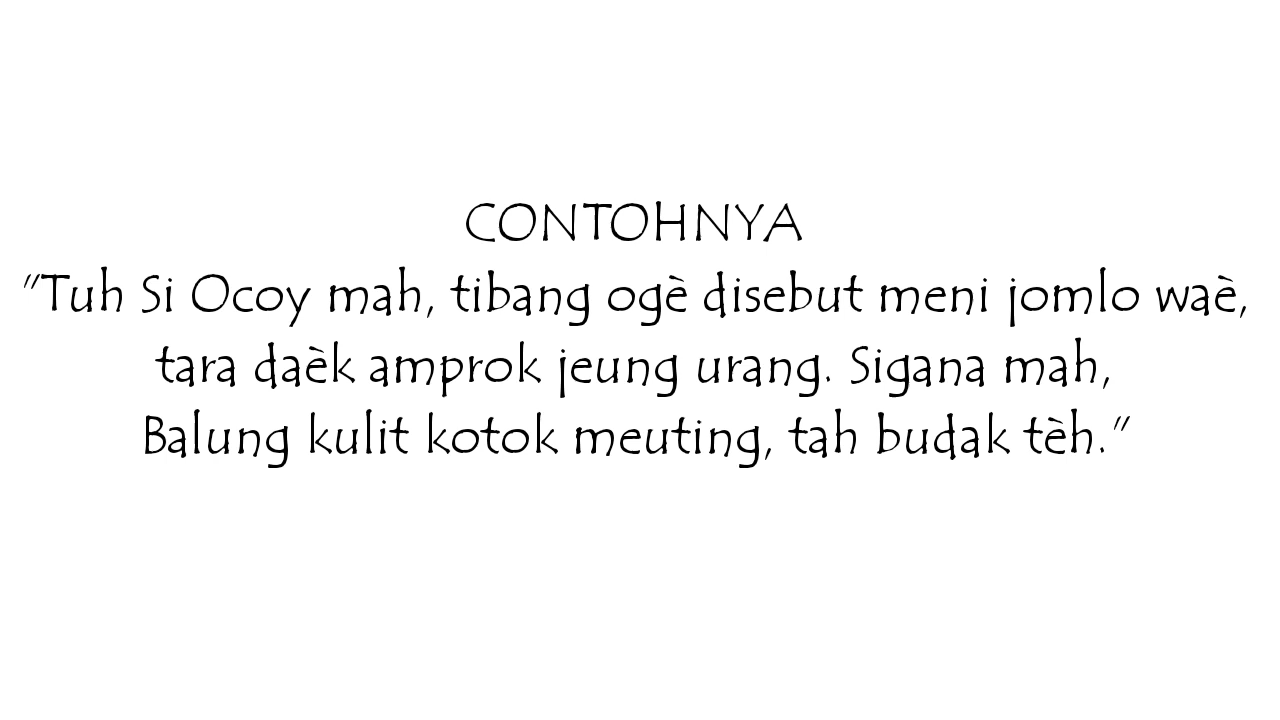 CONTOHNYA
"Tuh Si Ocoy mah, tibang ogè disebut meni jomlo waè,
tara daèk amprok jeung urang. Sigana mah,
Balung kulit kotok meuting, tah budak tèh."